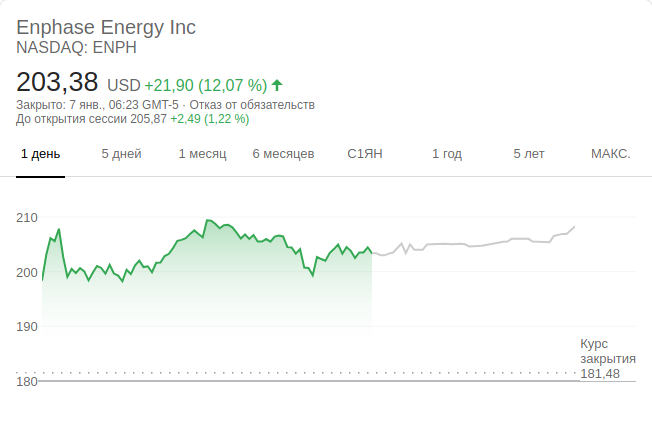 Enphase Energy Inc
NASDAQ: ENPH
203,38 USD +21,90 (12,07 %)
Закрыто: 7 янв., 06:23 GMT-5 · Отказ от обязательств
До открытия сессии 205,87 +2,49 (1,22 %)
1 день 5 дней 1 месяц 6 месяцев С1ЯН 1 год 5 лет МАКС.
210
200
190
Курс
закрытия
181,48
180